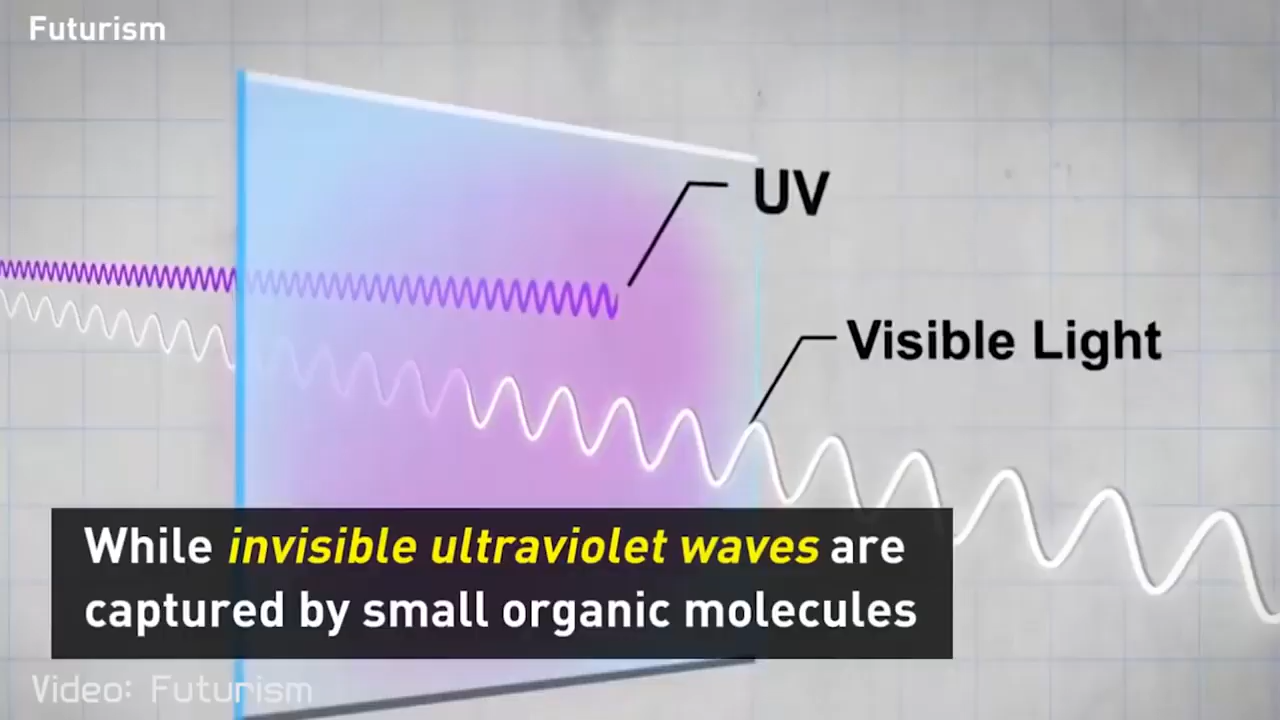 Futurism
UV
Visible Light
While invisible ultraviolet waves are
captured by small organic molecules
Video: Futurism